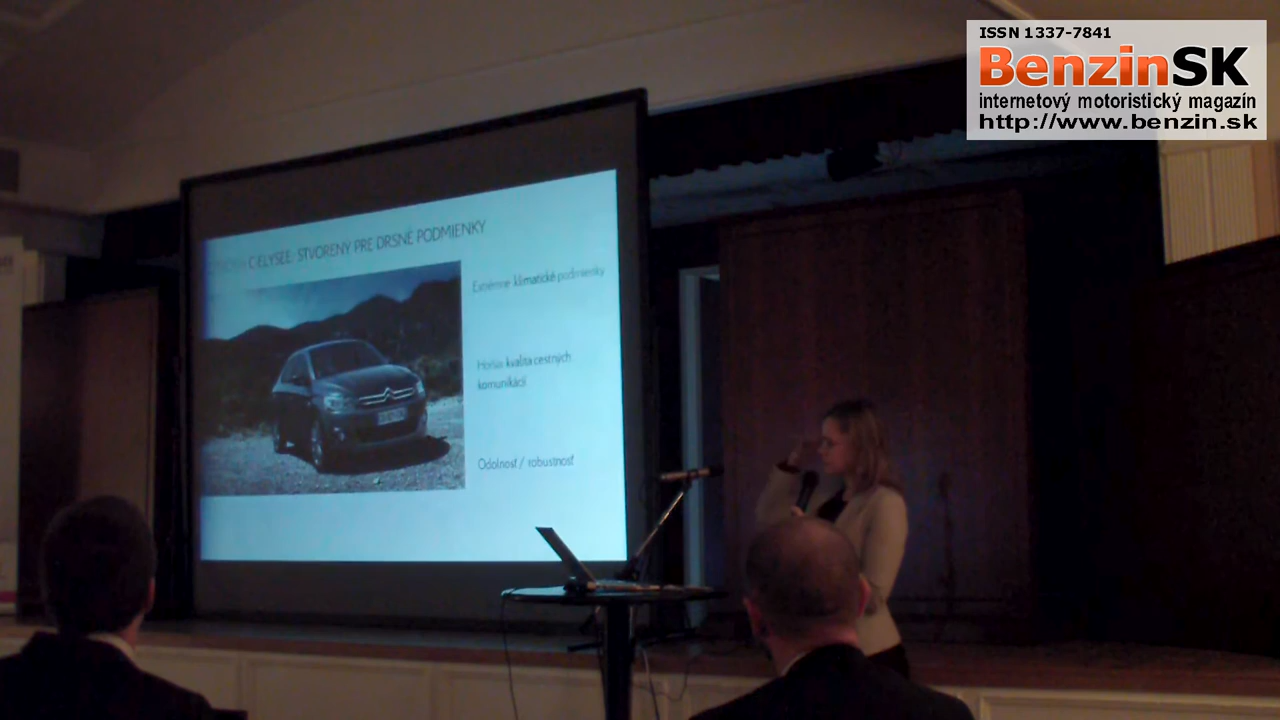 ISSN 1337-7841
BenzinSK
internetový motoristický magazín
http://www.benzin.sk
C-ELYSEE: STVORENÝ PRE DRSNÉ PODMIENKY
Extrémne klimatické podmienky
Horšia kvalita cestných
komunikácií
Odolnosť / robustnosť